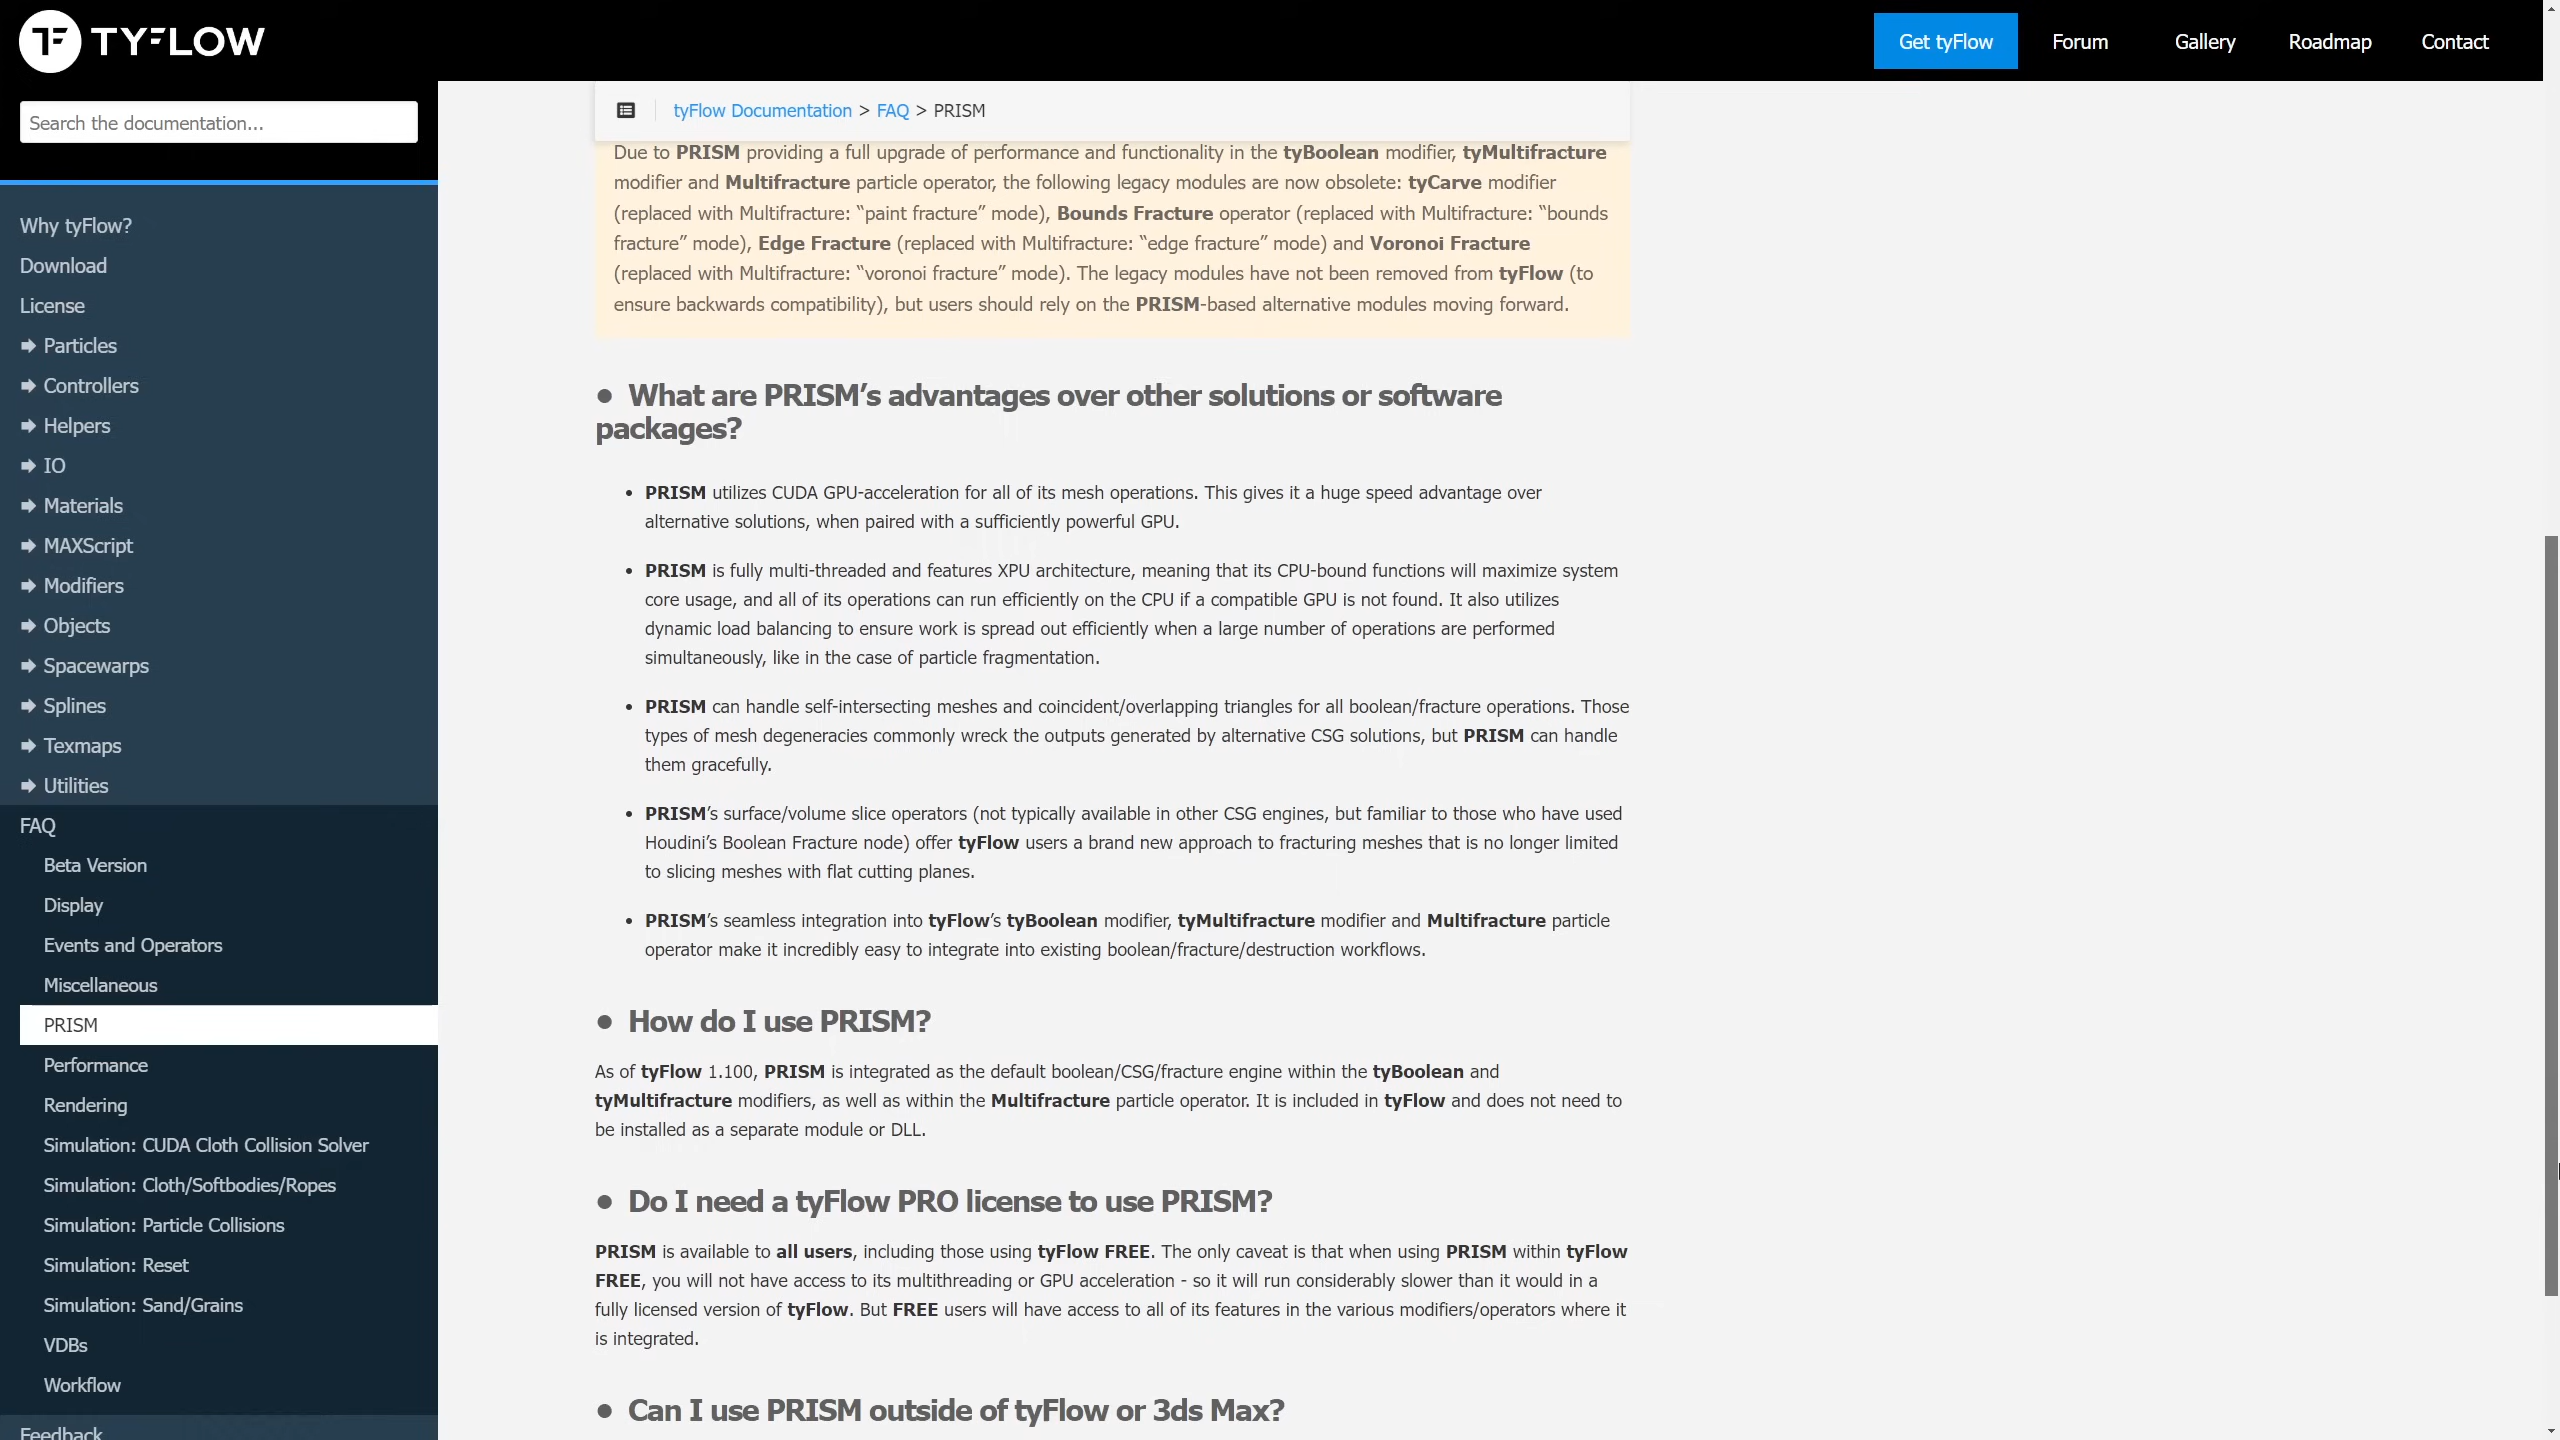 TF TYFLOW
Get tyFlow
Forum
Gallery
Roadmap
Contact
Search the documentation...
Why tyFlow?
Download
License
Particles
Controllers
Helpers
IO
Materials
MAXScript
Modifiers
Objects
Spacewarps
Splines
Texmaps
Utilities
FAQ
Beta Version
Display
Events and Operators
Miscellaneous
PRISM
Performance
Rendering
Simulation: CUDA Cloth Collision Solver
Simulation: Cloth/Softbodies/Ropes
Simulation: Particle Collisions
Simulation: Reset
Simulation: Sand/Grains
VDBs
Workflow
Feedback
tyFlow Documentation > FAQ > PRISM
Due to PRISM providing a full upgrade of performance and functionality in the tyBoolean modifier, tyMultifracture
modifier and Multifracture particle operator, the following legacy modules are now obsolete: tyCarve modifier
(replaced with Multifracture: “paint fracture” mode), Bounds Fracture operator (replaced with Multifracture: “bounds
fracture” mode), Edge Fracture (replaced with Multifracture: “edge fracture” mode) and Voronoi Fracture
(replaced with Multifracture: “voronoi fracture” mode). The legacy modules have not been removed from tyFlow (to
ensure backwards compatibility), but users should rely on the PRISM-based alternative modules moving forward.
● What are PRISM’s advantages over other solutions or software
packages?
• PRISM utilizes CUDA GPU-acceleration for all of its mesh operations. This gives it a huge speed advantage over
alternative solutions, when paired with a sufficiently powerful GPU.
• PRISM is fully multi-threaded and features XPU architecture, meaning that its CPU-bound functions will maximize system
core usage, and all of its operations can run efficiently on the CPU if a compatible GPU is not found. It also utilizes
dynamic load balancing to ensure work is spread out efficiently when a large number of operations are performed
simultaneously, like in the case of particle fragmentation.
• PRISM can handle self-intersecting meshes and coincident/overlapping triangles for all boolean/fracture operations. Those
types of mesh degeneracies commonly wreck the outputs generated by alternative CSG solutions, but PRISM can handle
them gracefully.
• PRISM’s surface/volume slice operators (not typically available in other CSG engines, but familiar to those who have used
Houdini’s Boolean Fracture node) offer tyFlow users a brand new approach to fracturing meshes that is no longer limited
to slicing meshes with flat cutting planes.
• PRISM’s seamless integration into tyFlow’s tyBoolean modifier, tyMultifracture modifier and Multifracture particle
operator make it incredibly easy to integrate into existing boolean/fracture/destruction workflows.
● How do I use PRISM?
As of tyFlow 1.100, PRISM is integrated as the default boolean/CSG/fracture engine within the tyBoolean and
tyMultifracture modifiers, as well as within the Multifracture particle operator. It is included in tyFlow and does not need to
be installed as a separate module or DLL.
● Do I need a tyFlow PRO license to use PRISM?
PRISM is available to all users, including those using tyFlow FREE. The only caveat is that when using PRISM within tyFlow
FREE, you will not have access to its multithreading or GPU acceleration - so it will run considerably slower than it would in a
fully licensed version of tyFlow. But FREE users will have access to all of its features in the various modifiers/operators where it
is integrated.
● Can I use PRISM outside of tyFlow or 3ds Max?